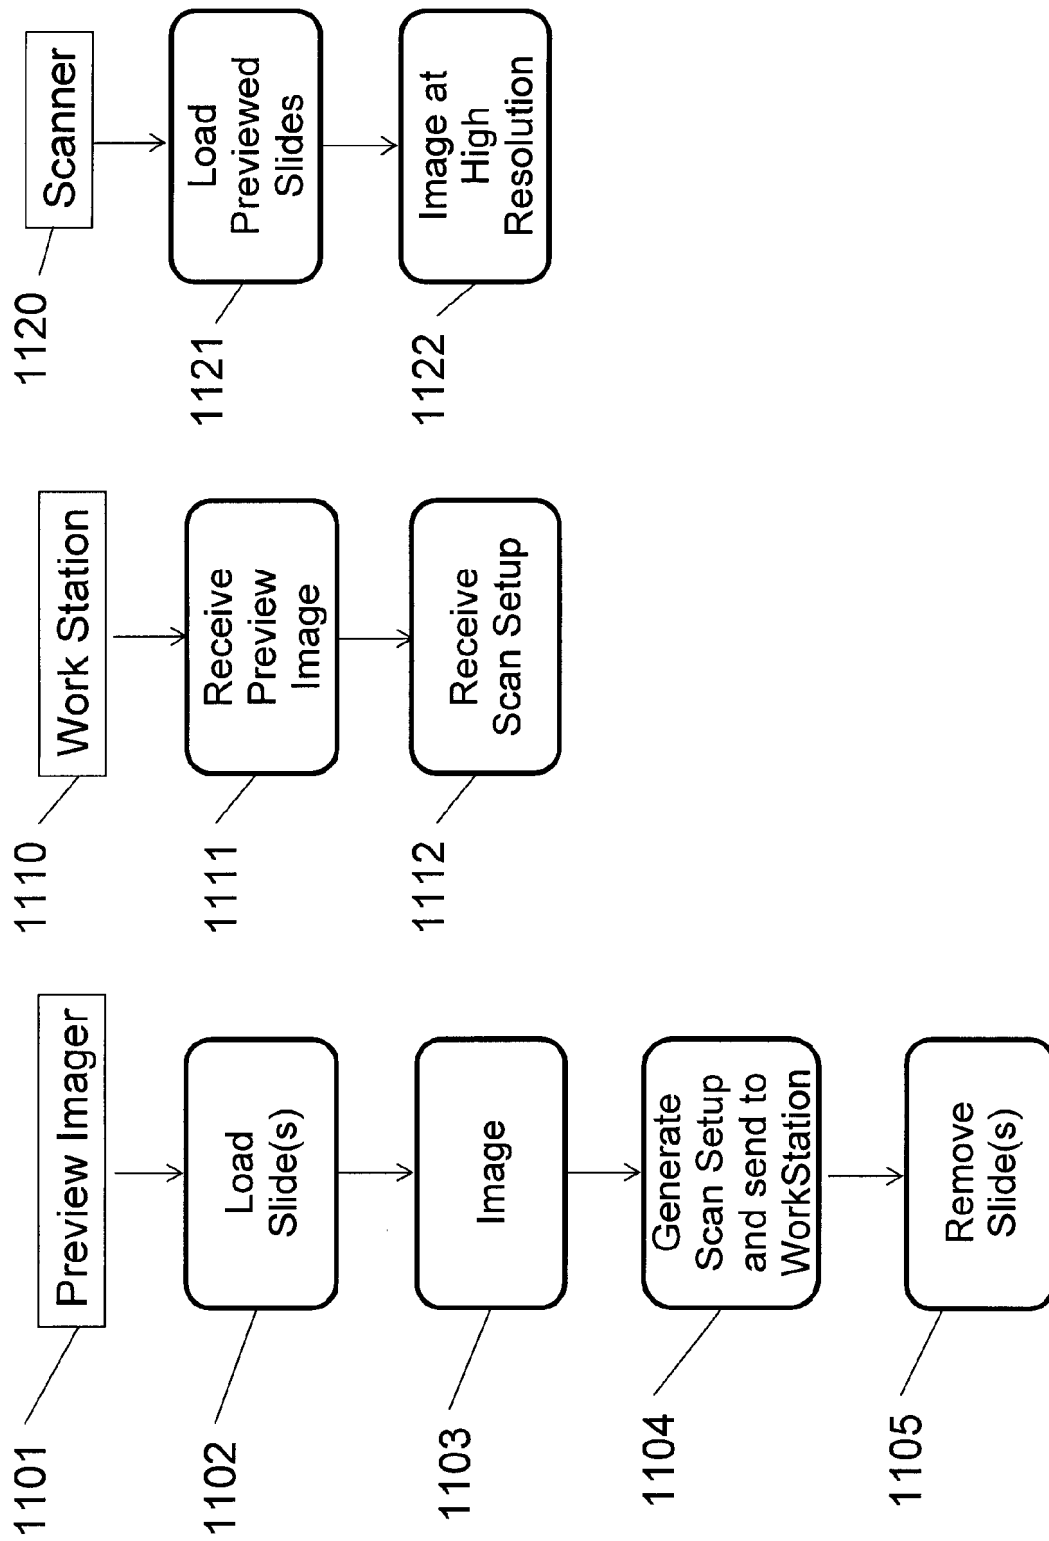 1101
Preview Imager
1102
Load
Slide(s)
1103
Image
1104
Generate
Scan Setup
and send to
WorkStation
1105
Remove
Slide(s)
1110
Work Station
1111
Receive
Preview
Image
1112
Receive
Scan Setup
1120
Scanner
1121
Load
Previewed
Slides
1122
Image at
High
Resolution